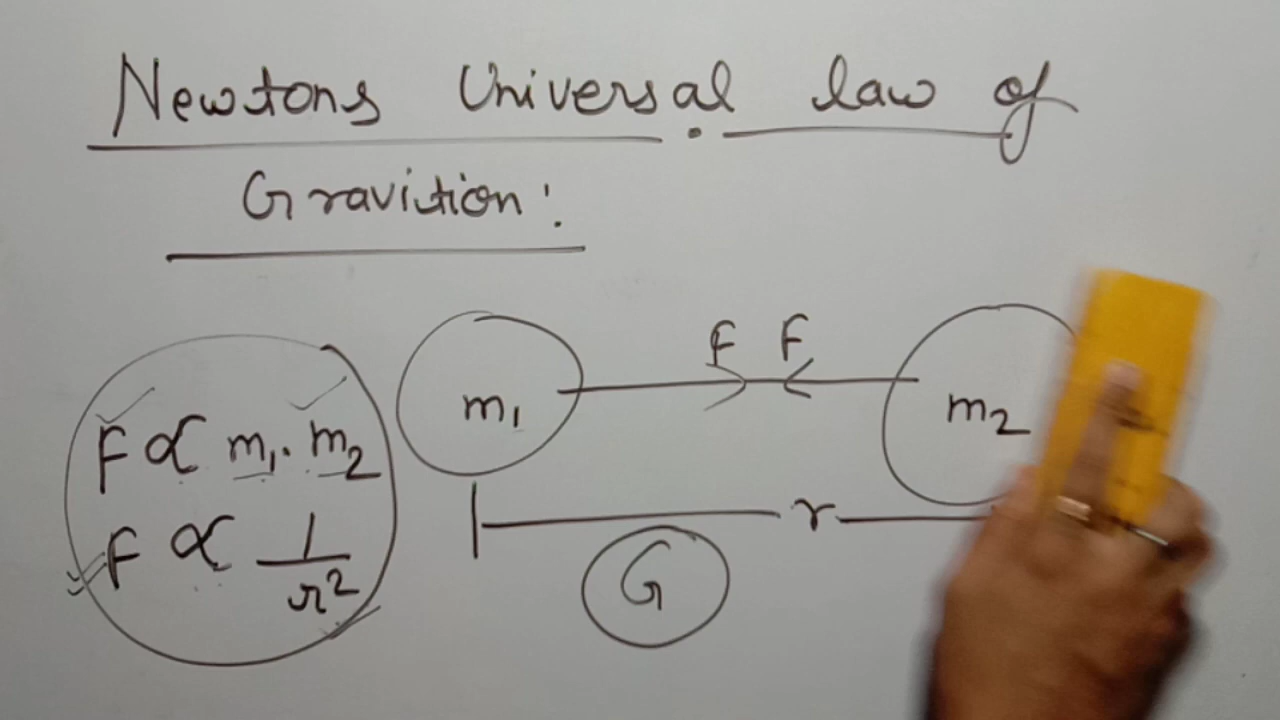 Newtons Universal law of
Gravition:
F F
m₁ m₂
F ∝ m₁. m₂
r
F ∝ 1/r²
G